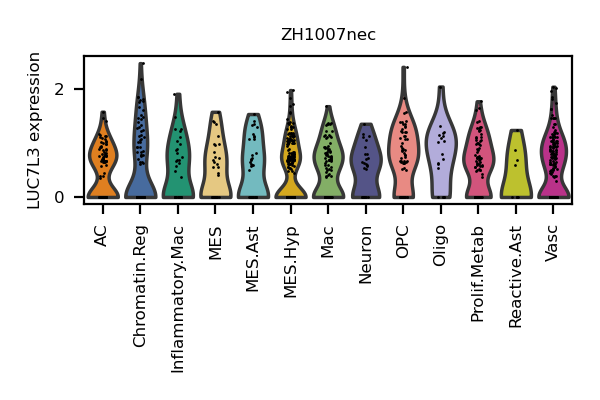 ZH1007nec
LUC7L3 expression
2
0
AC
Chromatin.Reg
Inflammatory.Mac
MES
MES.Ast
MES.Hyp
Mac
Neuron
OPC
Oligo
Prolif.Metab
Reactive.Ast
Vasc